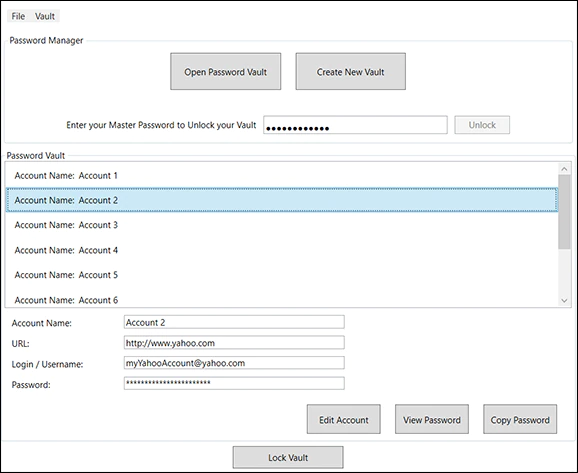 File Vault
Password Manager
Open Password Vault Create New Vault
Enter your Master Password to Unlock your Vault ●●●●●●●●●●●● Unlock
Password Vault
Account Name: Account 1
Account Name: Account 2
Account Name: Account 3
Account Name: Account 4
Account Name: Account 5
Account Name: Account 6
Account Name: Account 2
URL: http://www.yahoo.com
Login / Username: myYahooAccount@yahoo.com
Password: ***********************
Edit Account View Password Copy Password
Lock Vault